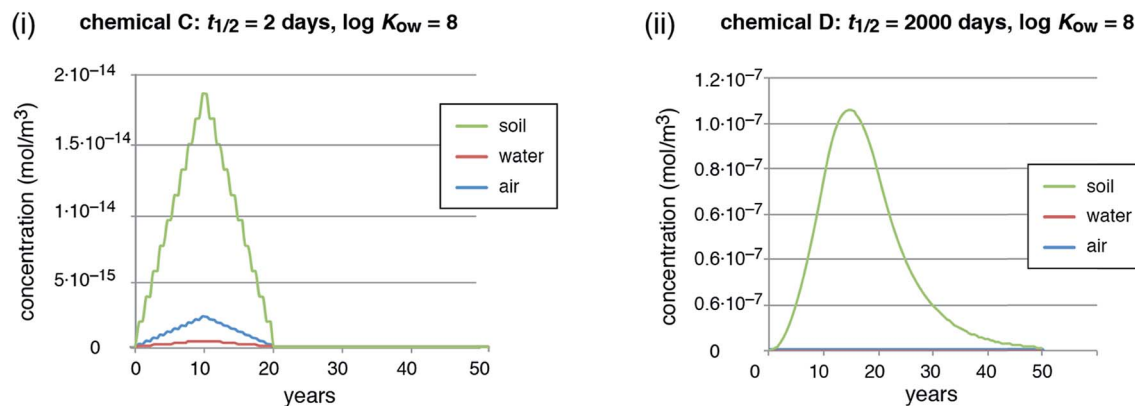 (i) chemical C: t1/2 = 2 days, log Kow = 8
concentration (mol/m³)
2·10⁻¹⁴
1.5·10⁻¹⁴
1·10⁻¹⁴
5·10⁻¹⁵
0
0 10 20 30 40 50
years
soil
water
air
(ii) chemical D: t1/2 = 2000 days, log Kow = 8
concentration (mol/m³)
1.2·10⁻⁷
1.0·10⁻⁷
0.8·10⁻⁷
0.6·10⁻⁷
0.6·10⁻⁷
0.6·10⁻⁷
0
0 10 20 30 40 50
years
soil
water
air